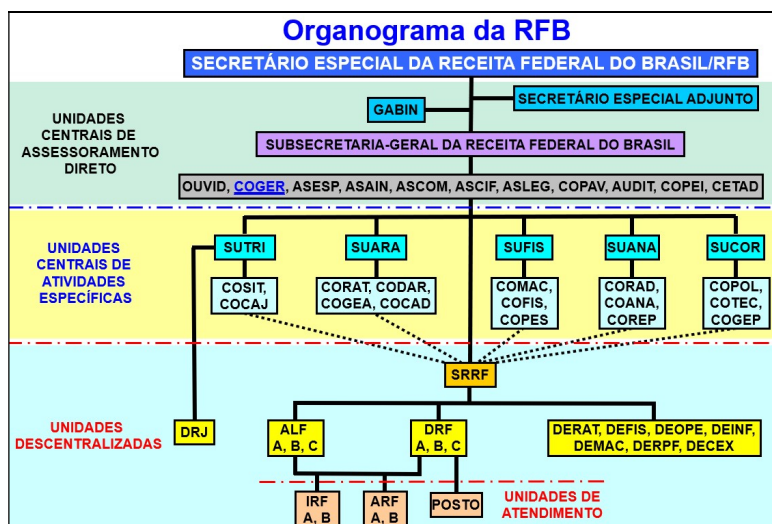 Organograma da RFB
SECRETÁRIO ESPECIAL DA RECEITA FEDERAL DO BRASIL/RFB
SECRETÁRIO ESPECIAL ADJUNTO
GABIN
UNIDADES
CENTRAIS DE
ASSESSORAMENTO
DIRETO
SUBSECRETARIA-GERAL DA RECEITA FEDERAL DO BRASIL
OUVID, COGER, ASESP, ASAIN, ASCOM, ASCIF, ASLEG, COPAV, AUDIT, COPEI, CETAD
UNIDADES
CENTRAIS DE
ATIVIDADES
ESPECÍFICAS
SUTRI
SUARA
SUFIS
SUANA
SUCOR
COSIT,
COCAJ
CORAT, CODAR,
COGEA, COCAD
COMAC,
COFIS,
COPES
CORAD,
COANA,
COREP
COPOL,
COTEC,
COGEP
SRRF
UNIDADES
DESCENTRALIZADAS
DRJ
ALF
A, B, C
DRF
A, B, C
DERAT, DEFIS, DEOPE, DEINF,
DEMAC, DERPF, DECEX
IRF
A, B
ARF
A, B
POSTO
UNIDADES DE
ATENDIMENTO